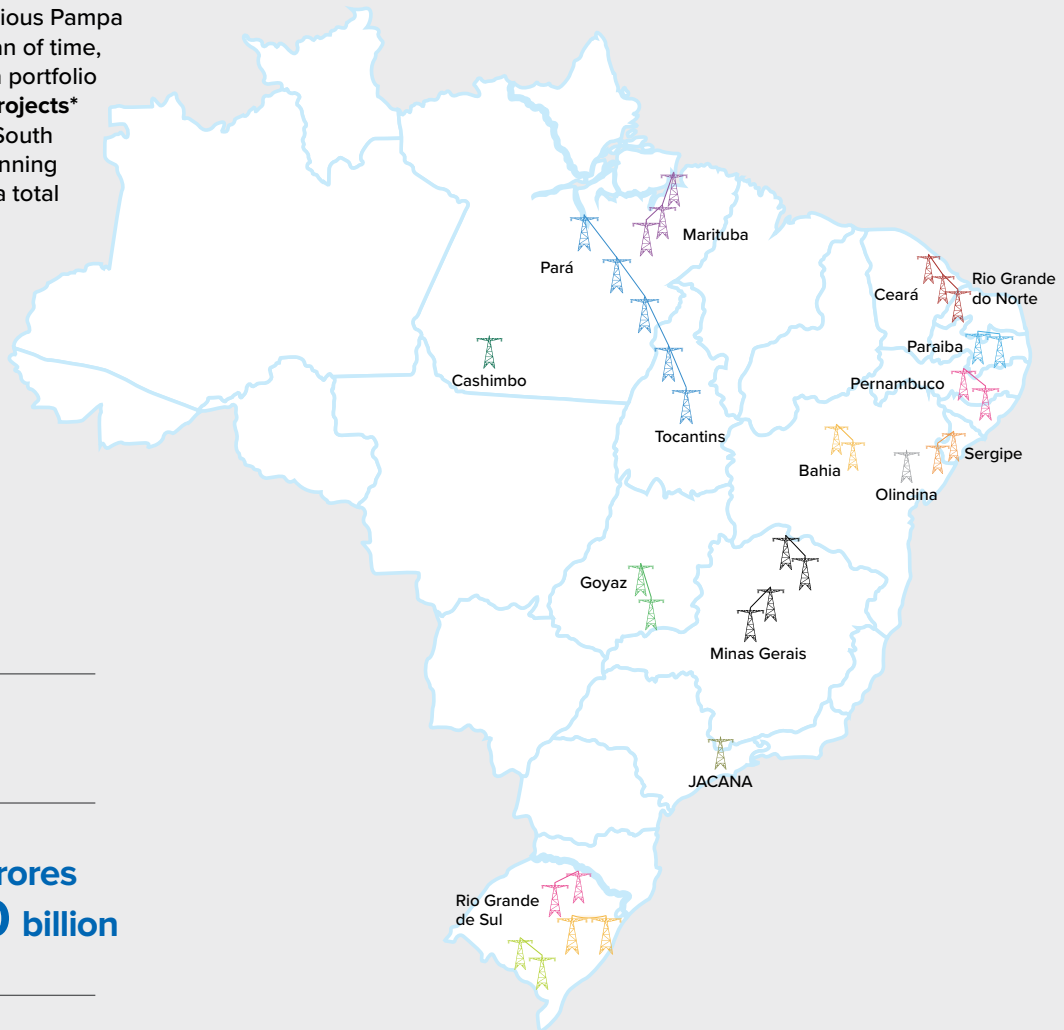 ious Pampa
an of time,
portfolio
rojects*
South
nning
a total
Marituba
Pará
Ceará
Rio Grande
do Norte
Paraiba
Cashimbo
Pernambuco
Tocantins
Sergipe
Bahia
Olindina
Goyaz
Minas Gerais
JACANA
rores
billion
Rio Grande
de Sul